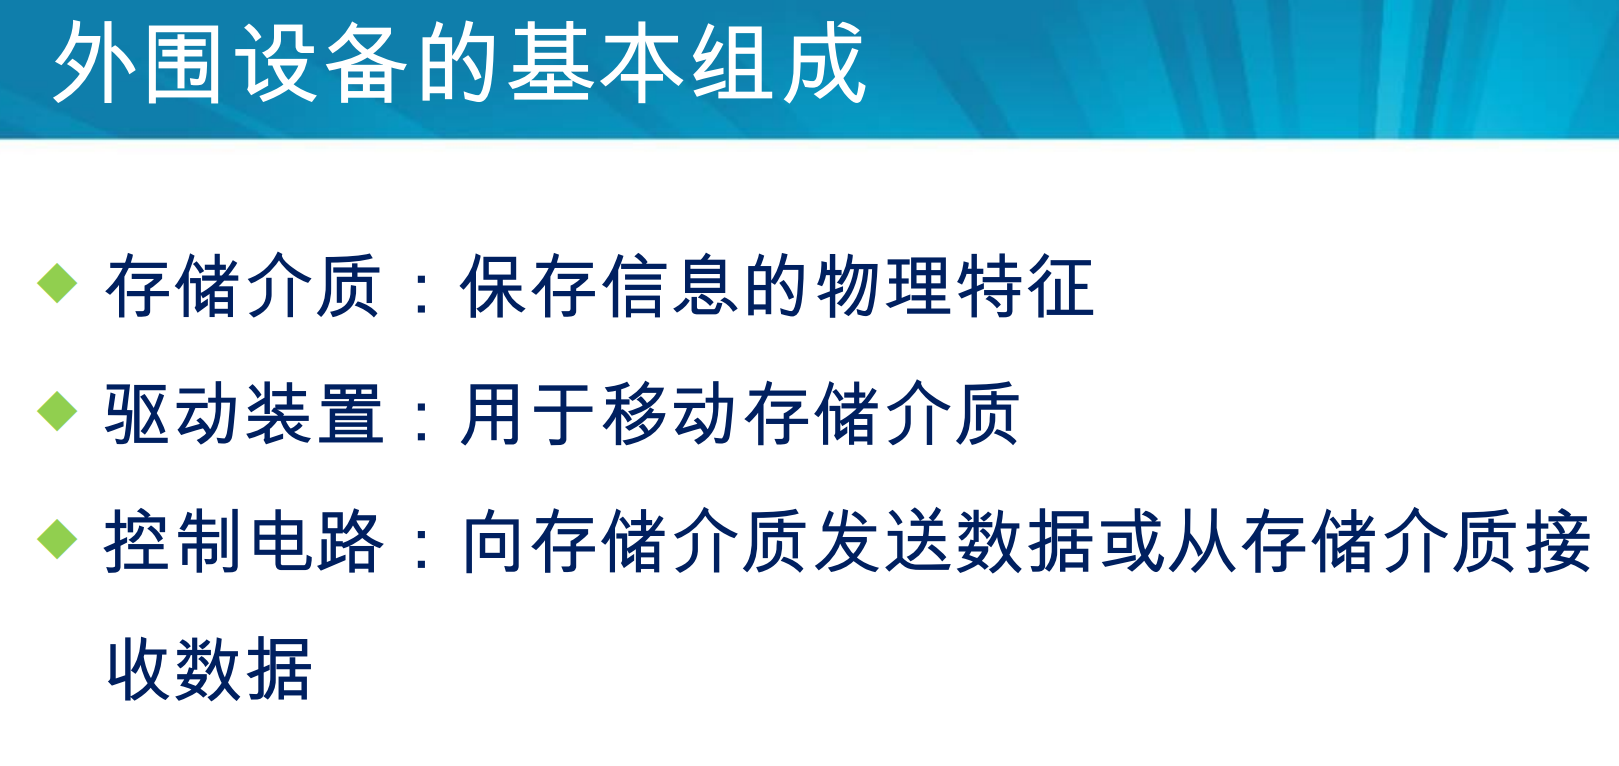 外围设备的基本组成
存储介质：保存信息的物理特征
驱动装置：用于移动存储介质
控制电路：向存储介质发送数据或从存储介质接
收数据